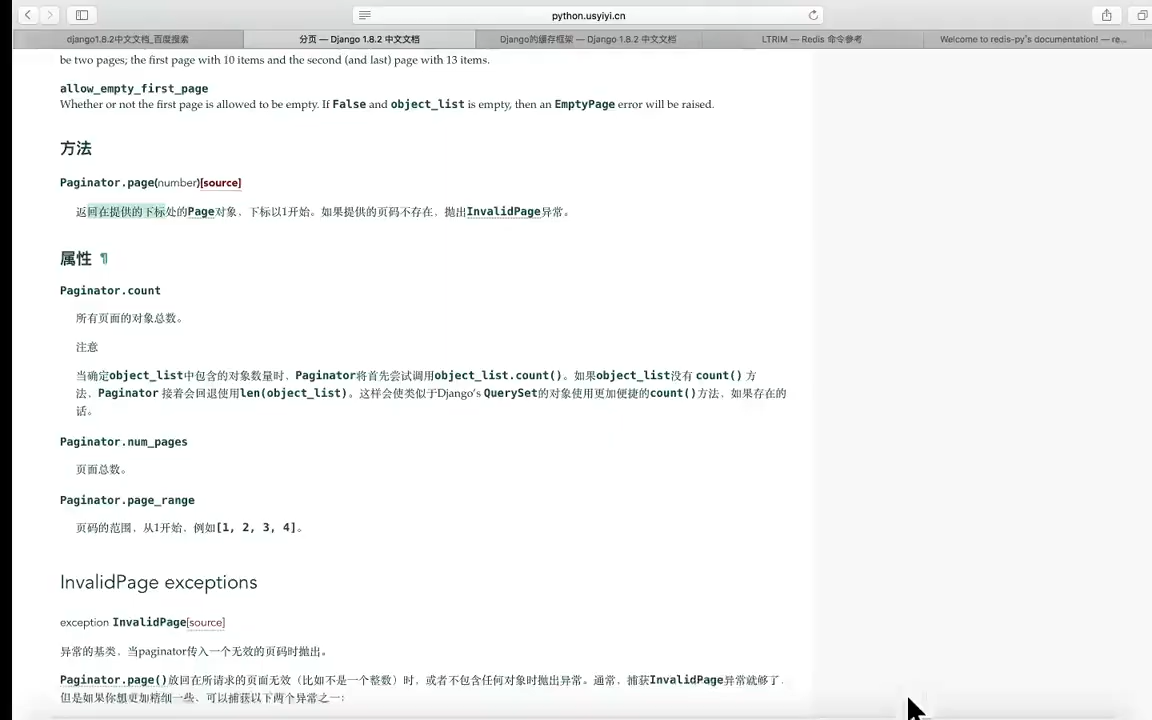 python.usyiyi.cn
django1.8.2中文文档_百度搜索
分页 — Django 1.8.2 中文文档
Django的缓存框架 — Django 1.8.2 中文文档
LTRIM — Redis 命令参考
Welcome to redis-py's documentation! — re...
be two pages; the first page with 10 items and the second (and last) page with 13 items.
allow_empty_first_page
Whether or not the first page is allowed to be empty. If False and object_list is empty, then an EmptyPage error will be raised.
方法
Paginator.page(number)[source]
返回在提供的下标处的Page对象，下标以1开始。如果提供的页码不存在，抛出InvalidPage异常。
属性 ¶
Paginator.count
所有页面的对象总数。
注意
当确定object_list中包含的对象数量时，Paginator将首先尝试调用object_list.count()。如果object_list没有 count() 方
法，Paginator 接着会回退使用len(object_list)。这样会使类似于Django's QuerySet的对象使用更加便捷的count()方法，如果存在的
话。
Paginator.num_pages
页面总数。
Paginator.page_range
页码的范围，从1开始，例如[1, 2, 3, 4]。
InvalidPage exceptions
exception InvalidPage[source]
异常的基类，当paginator传入一个无效的页码时抛出。
Paginator.page()放回在所请求的页面无效（比如不是一个整数）时，或者不包含任何对象时抛出异常。通常，捕获InvalidPage异常就够了，
但是如果你想更加精细一些，可以捕获以下两个异常之一：